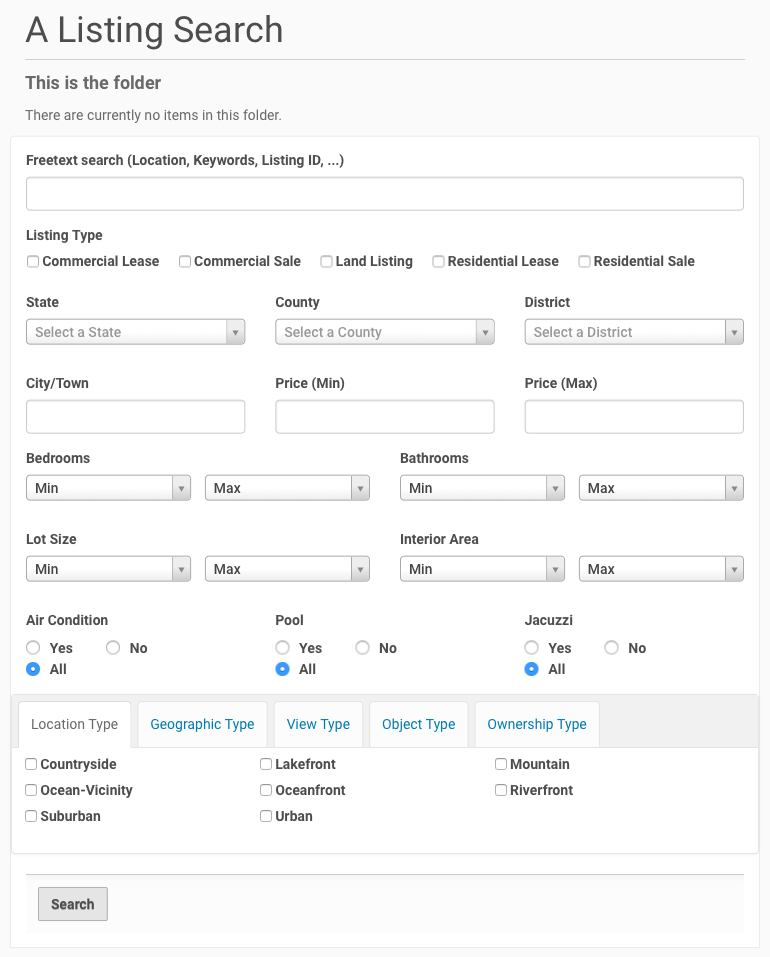 A Listing Search
This is the folder
There are currently no items in this folder.
Freetext search (Location, Keywords, Listing ID, ...)
Listing Type
Commercial Lease Commercial Sale Land Listing Residential Lease Residential Sale
State County District
Select a State Select a County Select a District
City/Town Price (Min) Price (Max)
Bedrooms Bathrooms
Min Max Min Max
Lot Size Interior Area
Min Max Min Max
Air Condition Pool Jacuzzi
Yes No Yes No Yes No
All All All
Location Type Geographic Type View Type Object Type Ownership Type
Countryside Lakefront Mountain
Ocean-Vicinity Oceanfront Riverfront
Suburban Urban
Search